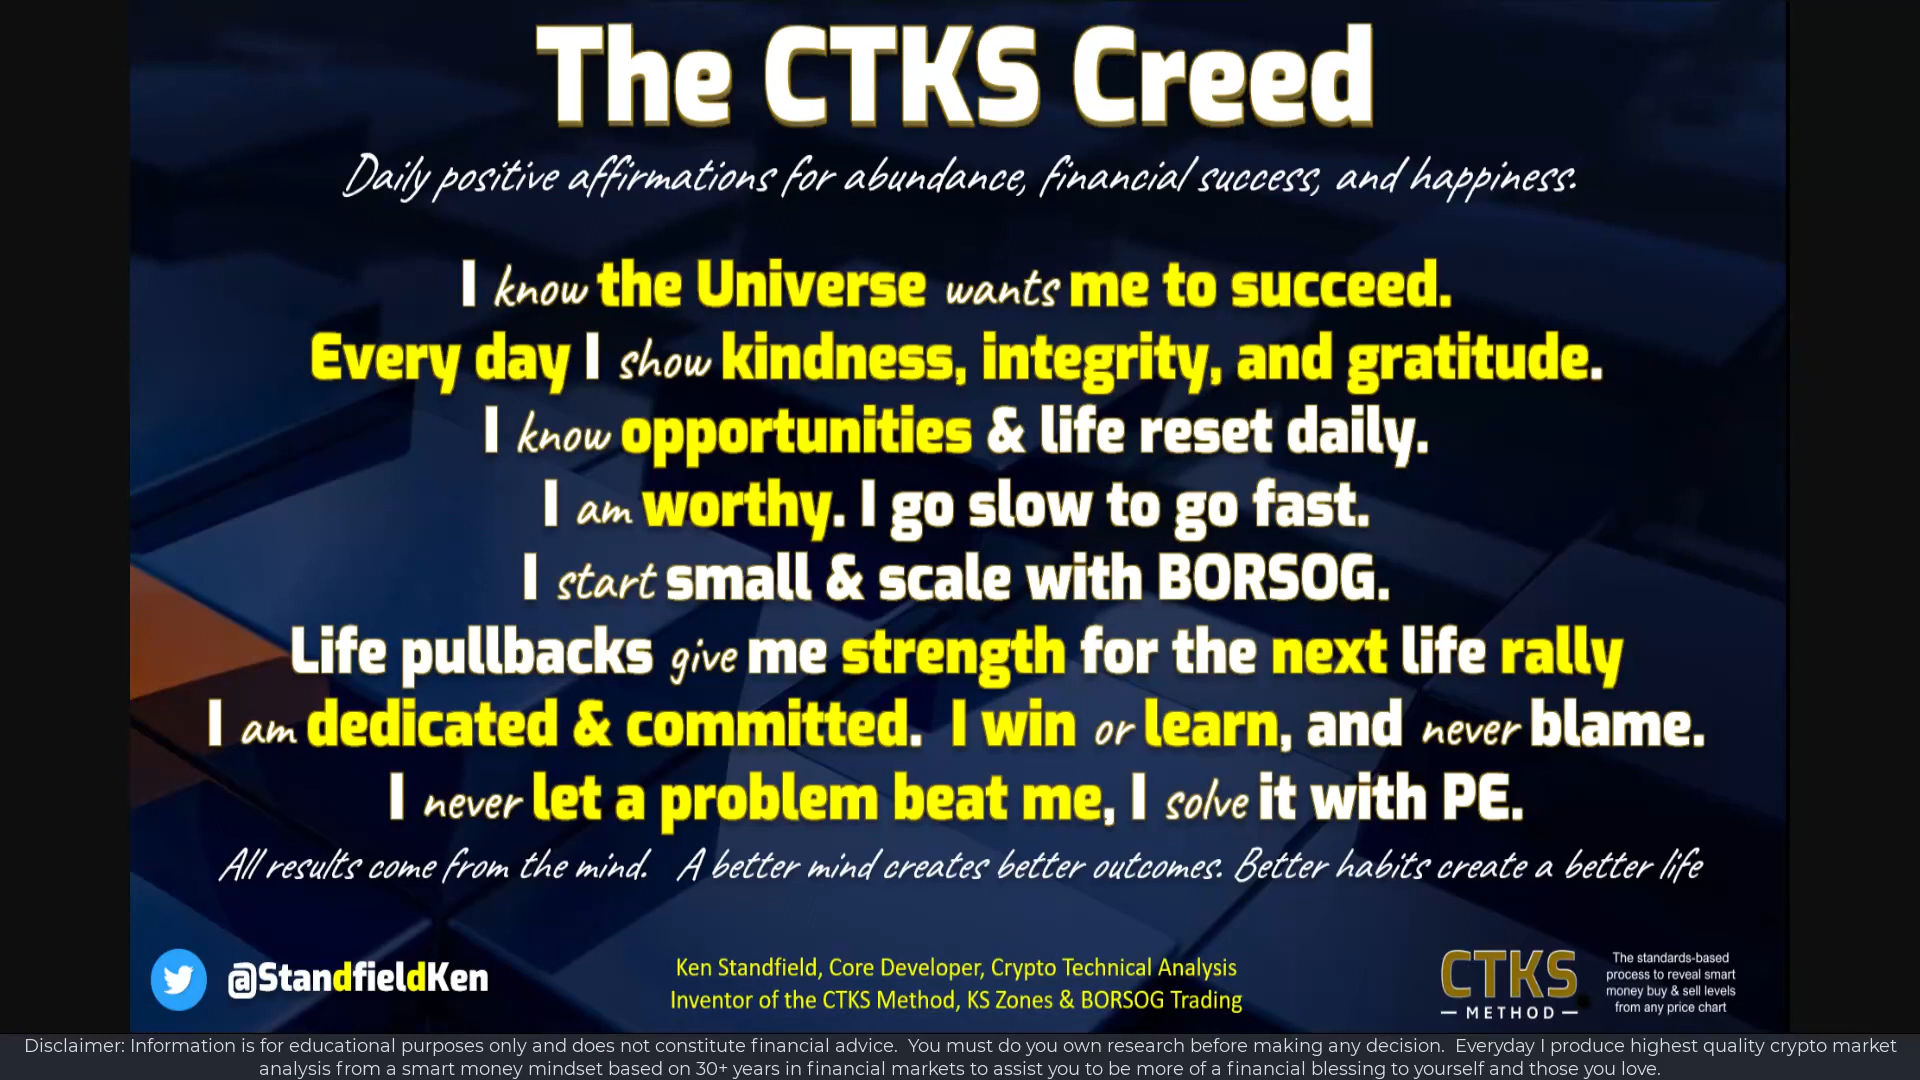 The CTKS Creed
Daily positive affirmations for abundance, financial success, and happiness.
I know the Universe wants me to succeed.
Every day I show kindness, integrity, and gratitude.
I know opportunities & life reset daily.
I am worthy. I go slow to go fast.
I start small & scale with BORSOG.
Life pullbacks give me strength for the next life rally
I am dedicated & committed. I win or learn, and never blame.
I never let a problem beat me, I solve it with PE.
All results come from the mind. A better mind creates better outcomes. Better habits create a better life
@StandfieldKen
Ken Standfield, Core Developer, Crypto Technical Analysis
Inventor of the CTKS Method, KS Zones & BORSOG Trading
CTKS
METHOD
The standards-based
process to reveal smart
money buy & sell levels
from any price chart
Disclaimer: Information is for educational purposes only and does not constitute financial advice. You must do you own research before making any decision. Everyday I produce highest quality crypto market
analysis from a smart money mindset based on 30+ years in financial markets to assist you to be more of a financial blessing to yourself and those you love.